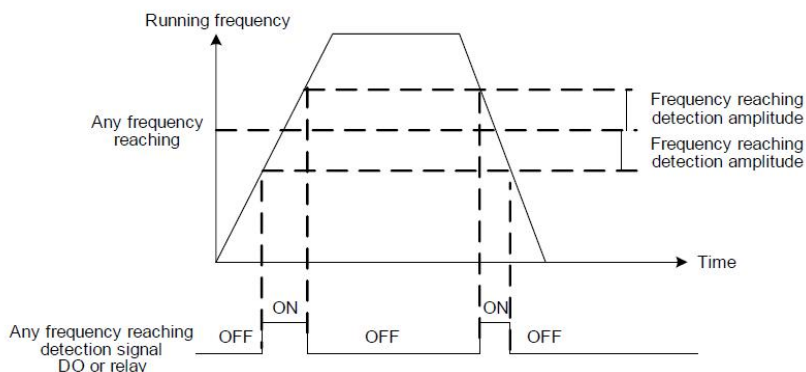 Running frequency
Frequency reaching
detection amplitude
Any frequency
reaching
Frequency reaching
detection amplitude
Time
ON
ON
Any frequency reaching
detection signal
DO or relay
OFF
OFF
OFF